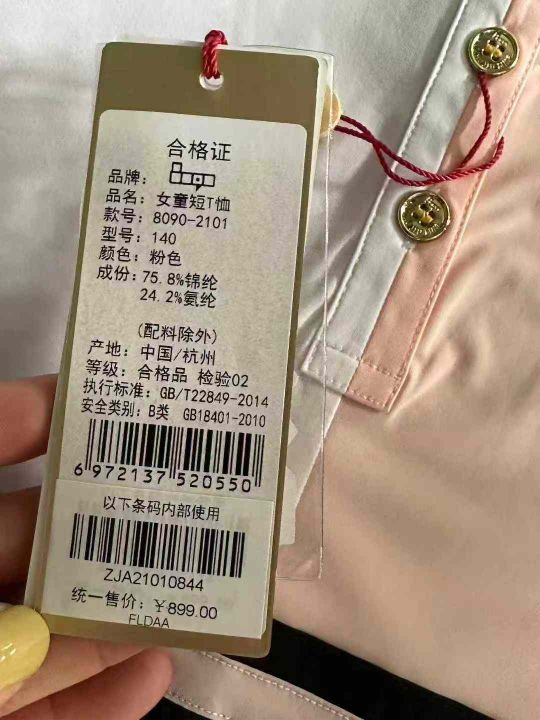 合格证
品牌：
品名：女童短T恤
款号：8090-2101
型号：140
颜色：粉色
成份：75.8%锦纶
24.2%氨纶
(配料除外)
产地：中国/杭州
等级：合格品 检验02
执行标准：GB/T22849-2014
安全类别：B类 GB18401-2010
6 972137 520550
以下条码内部使用
ZJA21010844
统一售价：￥899.00
FLDAA